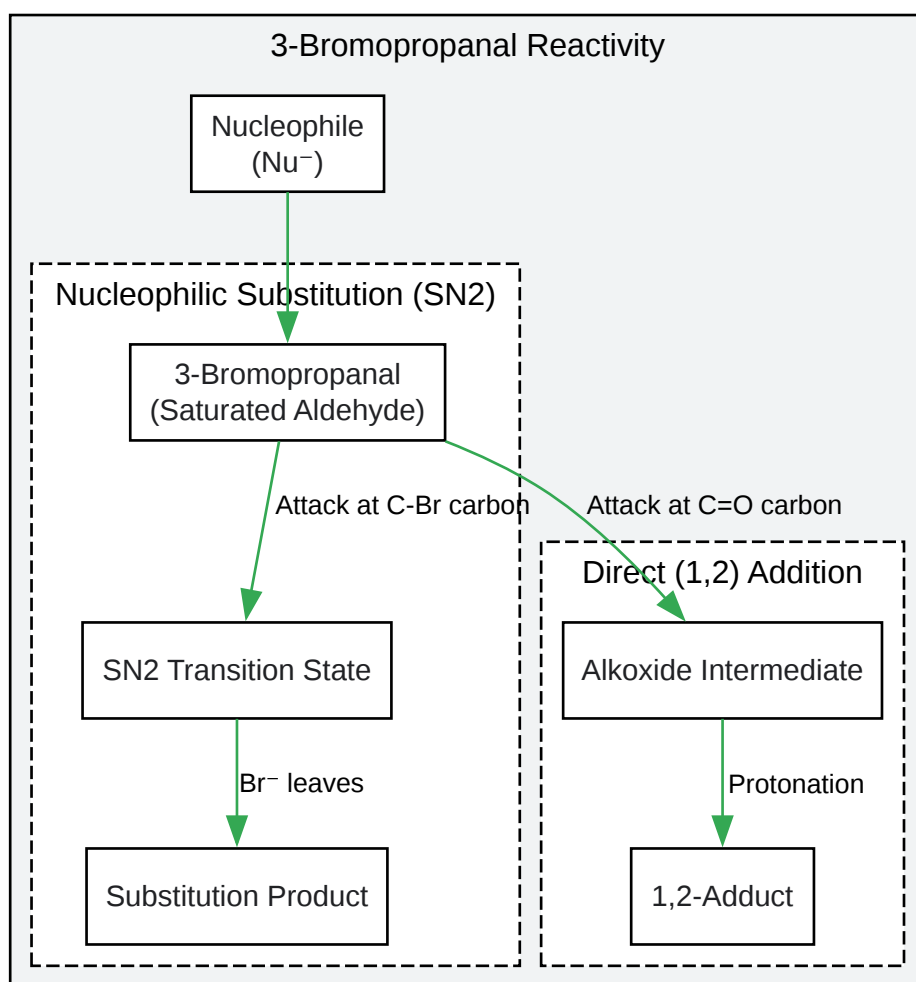 3-Bromopropanal Reactivity
Nucleophile
(Nu⁻)
Nucleophilic Substitution (SN2)
3-Bromopropanal
(Saturated Aldehyde)
Attack at C-Br carbon
Attack at C=O carbon
Direct (1,2) Addition
SN2 Transition State
Alkoxide Intermediate
Br⁻ leaves
Protonation
Substitution Product
1,2-Adduct